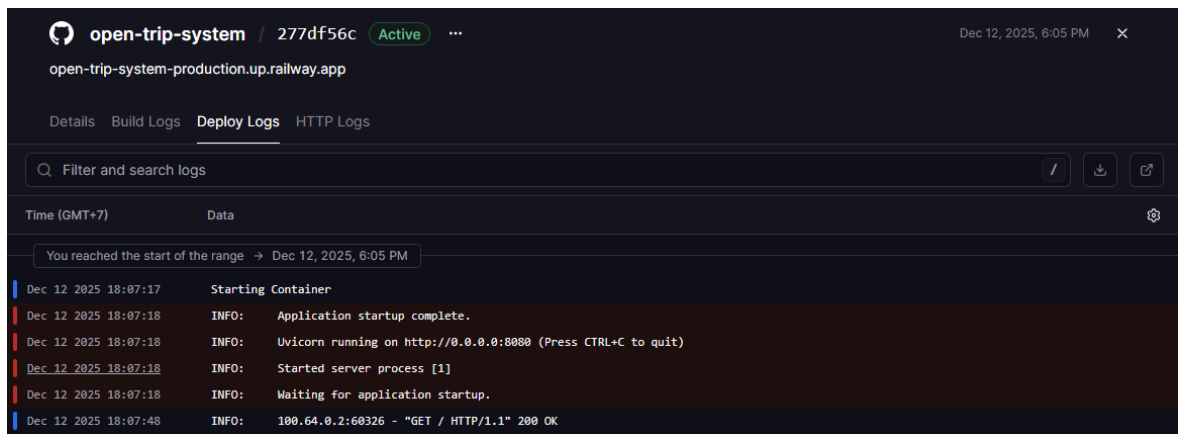 open-trip-system / 277df56c Active ... Dec 12, 2025, 6:05 PM ×
open-trip-system-production.up.railway.app
Details Build Logs Deploy Logs HTTP Logs
Filter and search logs /
Time (GMT+7) Data
You reached the start of the range → Dec 12, 2025, 6:05 PM
Dec 12 2025 18:07:17 Starting Container
Dec 12 2025 18:07:18 INFO: Application startup complete.
Dec 12 2025 18:07:18 INFO: Uvicorn running on http://0.0.0.0:8080 (Press CTRL+C to quit)
Dec 12 2025 18:07:18 INFO: Started server process [1]
Dec 12 2025 18:07:18 INFO: Waiting for application startup.
Dec 12 2025 18:07:48 INFO: 100.64.0.2:60326 - "GET / HTTP/1.1" 200 OK